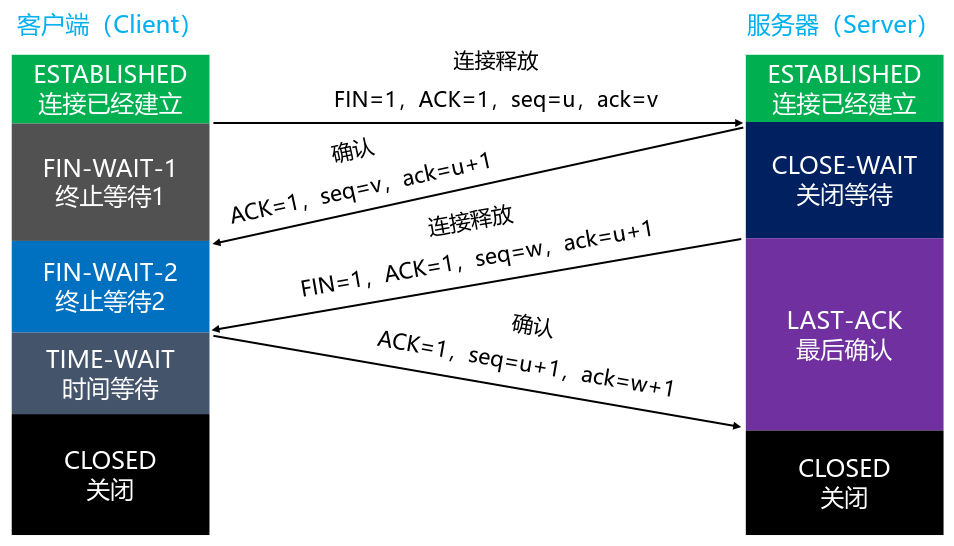 客户端（Client）
服务器（Server）
ESTABLISHED
连接已经建立
连接释放
FIN=1，ACK=1，seq=u，ack=v
ESTABLISHED
连接已经建立
FIN-WAIT-1
终止等待1
确认
ACK=1，seq=v，ack=u+1
CLOSE-WAIT
关闭等待
连接释放
FIN=1，ACK=1，seq=w，ack=u+1
FIN-WAIT-2
终止等待2
LAST-ACK
最后确认
确认
ACK=1，seq=u+1，ack=w+1
TIME-WAIT
时间等待
CLOSED
关闭
CLOSED
关闭